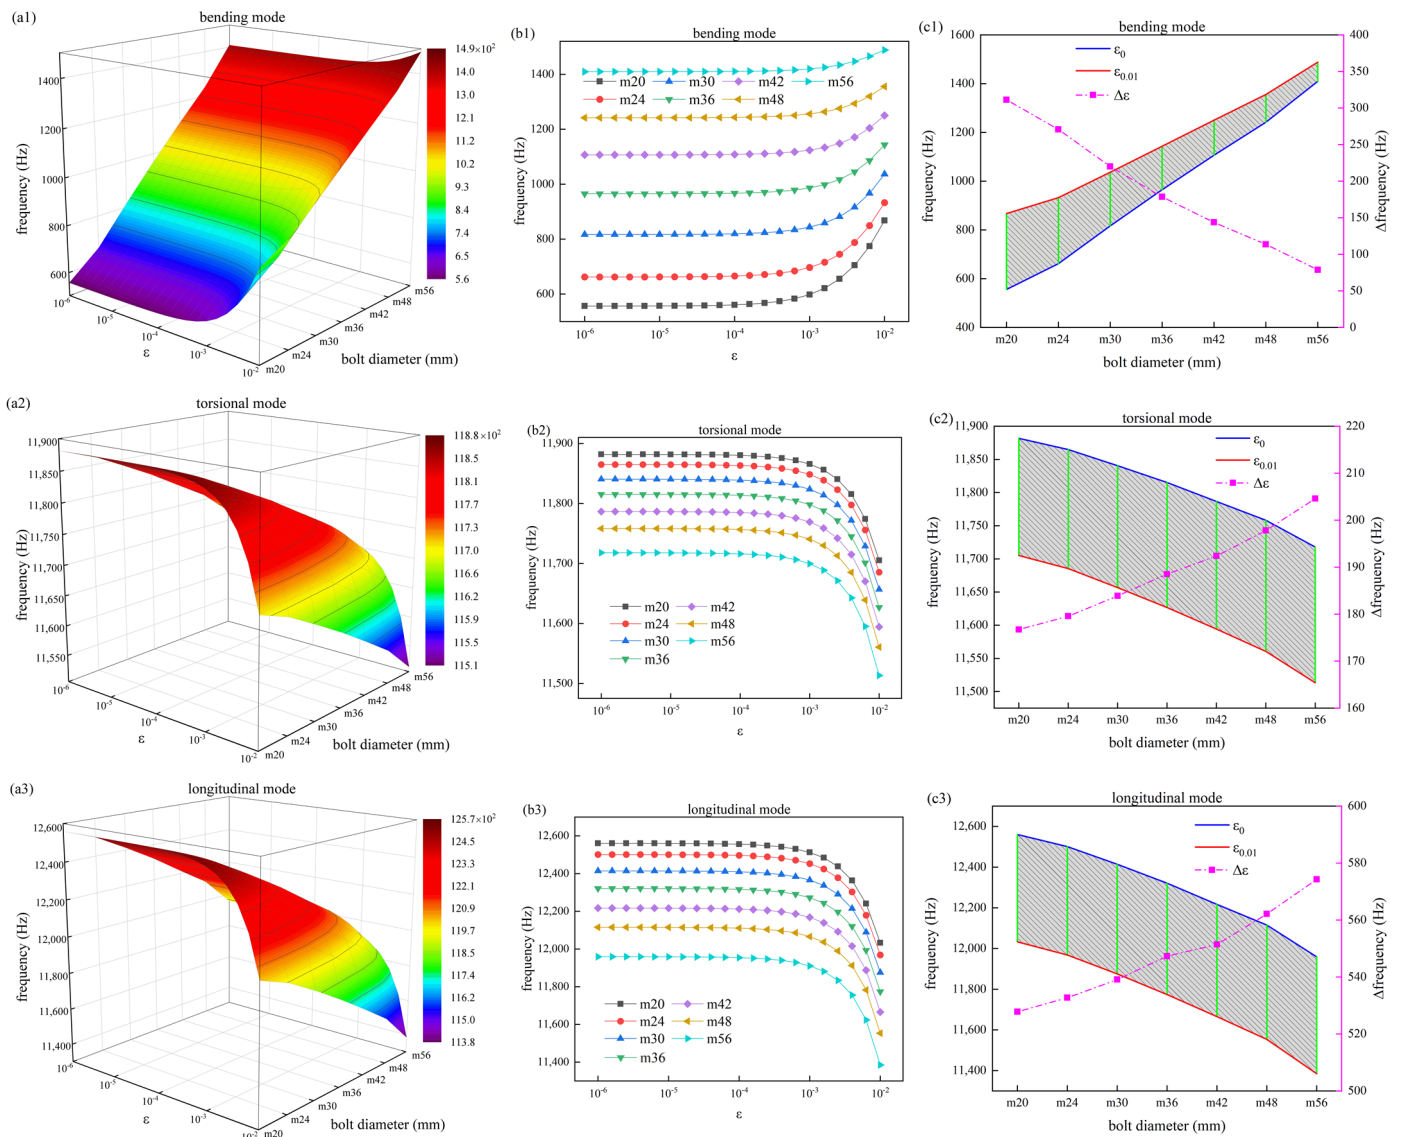 (a1)
bending mode
frequency (Hz)
1400
1200
1000
800
600
10⁻⁶
10⁻⁵
10⁻⁴
10⁻³
10⁻²
ε
m20
m24
m30
m36
m42
m48
m56
bolt diameter (mm)
14.9×10²
14.0
13.0
12.1
11.2
10.2
9.3
8.4
7.4
6.5
5.6
(b1)
bending mode
frequency (Hz)
1400
1200
1000
800
600
m20 m30 m42 m56
m24 m36 m48
10⁻⁶ 10⁻⁵ 10⁻⁴ 10⁻³ 10⁻²
ε
(c1)
bending mode
frequency (Hz)
1600
1400
1200
1000
800
600
400
ε₀
ε₀.₀₁
Δε
400
350
300
250
200
150
100
50
0
Δfrequency (Hz)
m20 m24 m30 m36 m42 m48 m56
bolt diameter (mm)
(a2)
torsional mode
frequency (Hz)
11,900
11,850
11,800
11,750
11,700
11,650
11,600
11,550
10⁻⁶
10⁻⁵
10⁻⁴
10⁻³
10⁻²
ε
m20
m24
m30
m36
m42
m48
m56
bolt diameter (mm)
118.8×10²
118.5
118.1
117.7
117.3
117.0
116.6
116.2
115.9
115.5
115.1
(b2)
torsional mode
frequency (Hz)
11,900
11,800
11,700
11,600
11,500
m20 m42
m24 m48
m30 m56
m36
10⁻⁶ 10⁻⁵ 10⁻⁴ 10⁻³ 10⁻²
ε
(c2)
torsional mode
frequency (Hz)
11,900
11,850
11,800
11,750
11,700
11,650
11,600
11,550
11,500
ε₀
ε₀.₀₁
Δε
220
210
200
190
180
170
160
Δfrequency (Hz)
m20 m24 m30 m36 m42 m48 m56
bolt diameter (mm)
(a3)
longitudinal mode
frequency (Hz)
12,600
12,400
12,200
12,000
11,800
11,600
11,400
10⁻⁶
10⁻⁵
10⁻⁴
10⁻³
10⁻²
ε
m20
m24
m30
m36
m42
m48
m56
bolt diameter (mm)
125.7×10²
124.5
123.3
122.1
120.9
119.7
118.5
117.4
116.2
115.0
113.8
(b3)
longitudinal mode
frequency (Hz)
12,600
12,400
12,200
12,000
11,800
11,600
11,400
m20 m42
m24 m48
m30 m56
m36
10⁻⁶ 10⁻⁵ 10⁻⁴ 10⁻³ 10⁻²
ε
(c3)
longitudinal mode
frequency (Hz)
12,600
12,400
12,200
12,000
11,800
11,600
11,400
ε₀
ε₀.₀₁
Δε
600
580
560
540
520
500
Δfrequency (Hz)
m20 m24 m30 m36 m42 m48 m56
bolt diameter (mm)